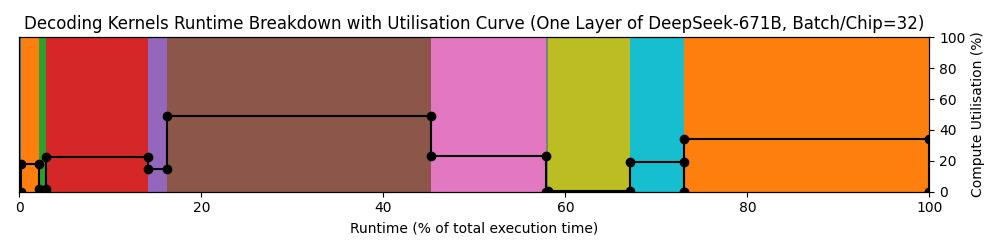 Decoding Kernels Runtime Breakdown with Utilisation Curve (One Layer of DeepSeek-671B, Batch/Chip=32)
100
80
60
40
20
0
Compute Utilisation (%)
0 20 40 60 80 100
Runtime (% of total execution time)